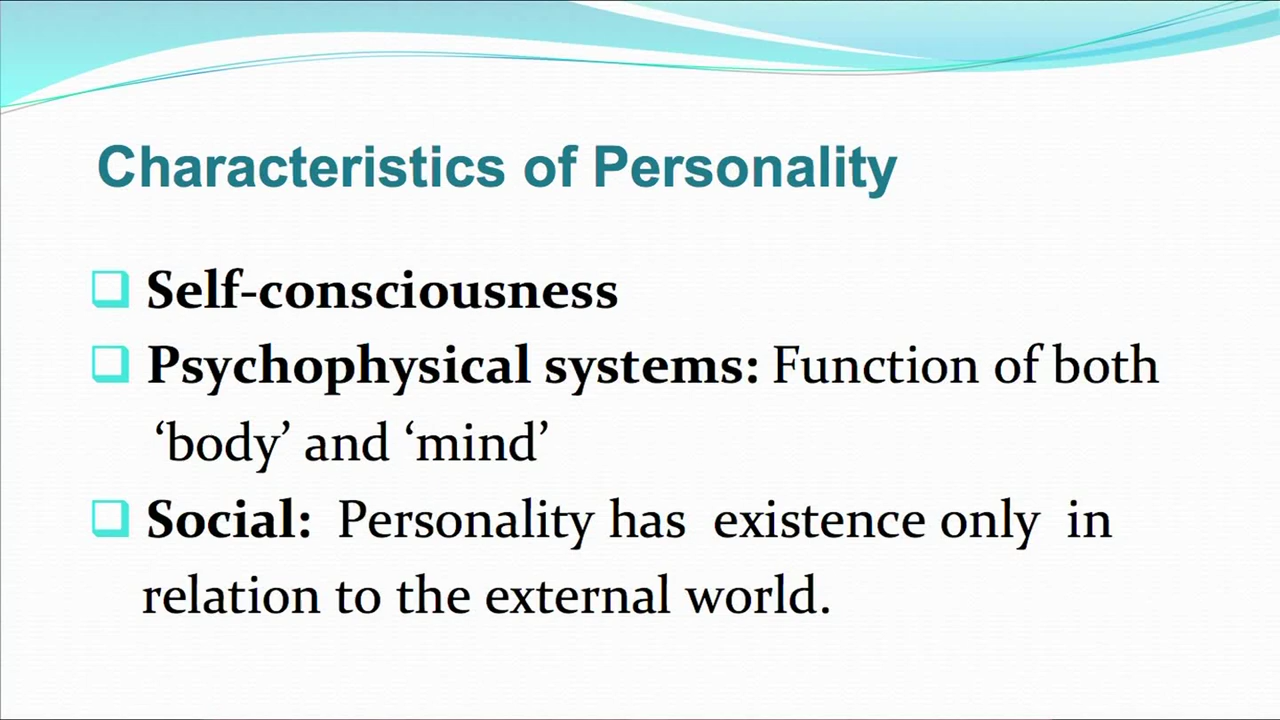 Characteristics of Personality
Self-consciousness
Psychophysical systems: Function of both
‘body’ and ‘mind’
Social: Personality has existence only in
relation to the external world.